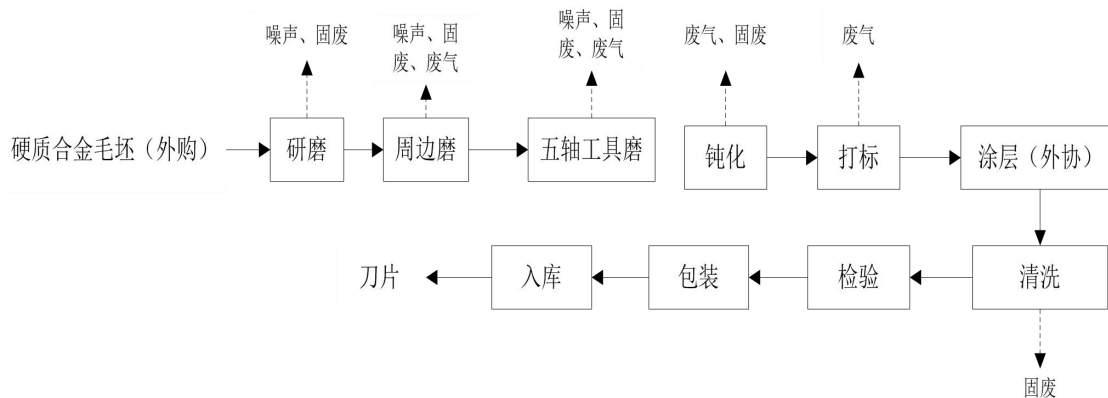 噪声、固废
噪声、固
废、废气
噪声、固
废、废气
废气、固废
废气
硬质合金毛坯（外购）
研磨
周边磨
五轴工具磨
钝化
打标
涂层（外协）
刀片
入库
包装
检验
清洗
固废